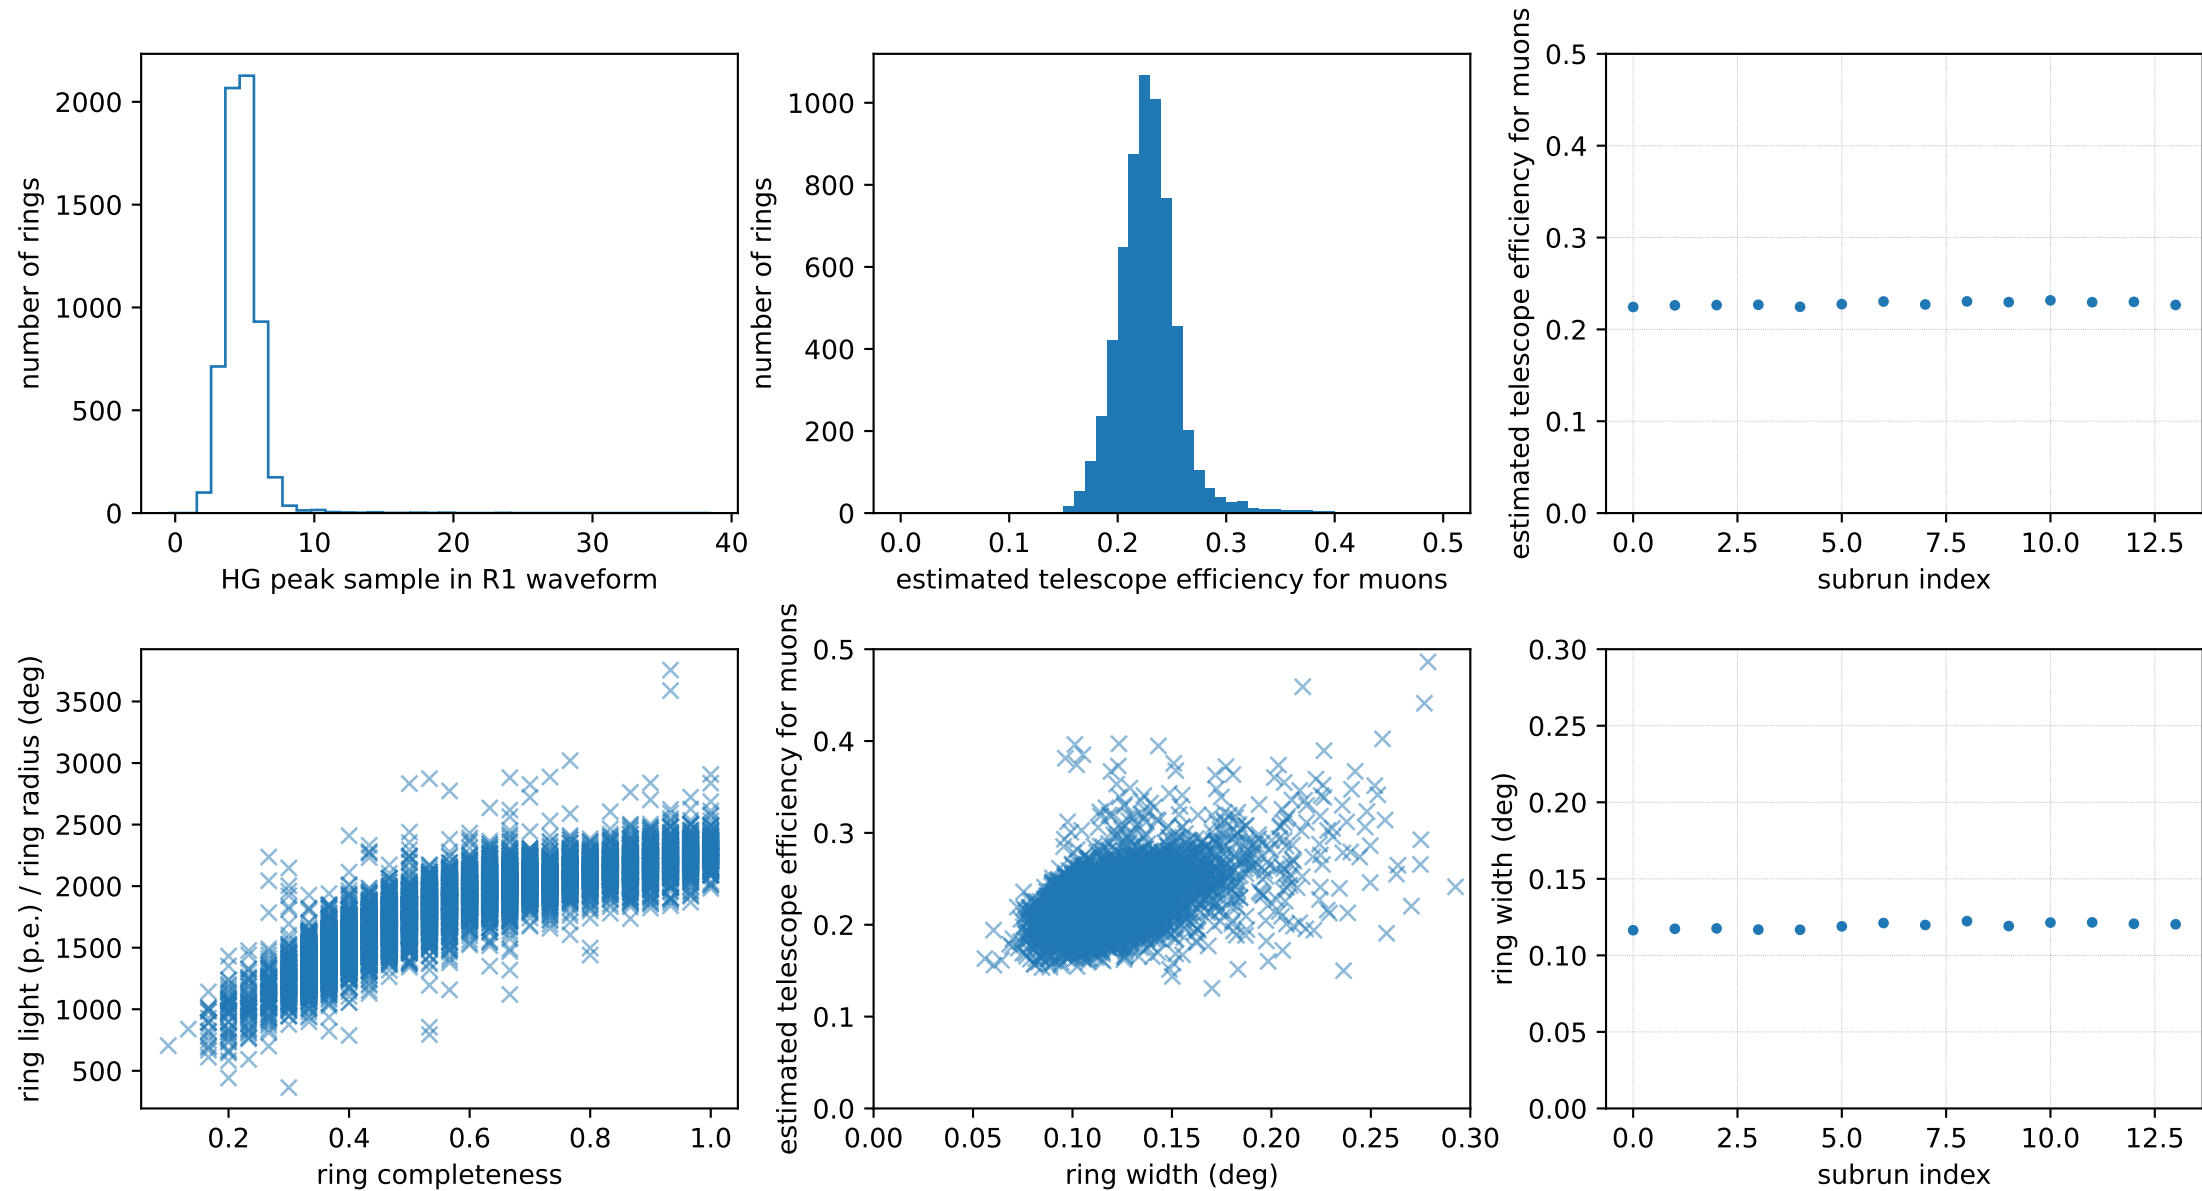 2000
1500
1000
500
0
number of rings
0 10 20 30 40
HG peak sample in R1 waveform
1000
800
600
400
200
0
number of rings
0.0 0.1 0.2 0.3 0.4 0.5
estimated telescope efficiency for muons
0.5
0.4
0.3
0.2
0.1
0.0
estimated telescope efficiency for muons
0.0 2.5 5.0 7.5 10.0 12.5
subrun index
3500
3000
2500
2000
1500
1000
500
ring light (p.e.) / ring radius (deg)
0.2 0.4 0.6 0.8 1.0
ring completeness
0.5
0.4
0.3
0.2
0.1
0.0
estimated telescope efficiency for muons
0.00 0.05 0.10 0.15 0.20 0.25 0.30
ring width (deg)
0.30
0.25
0.20
0.15
0.10
0.05
0.00
ring width (deg)
0.0 2.5 5.0 7.5 10.0 12.5
subrun index